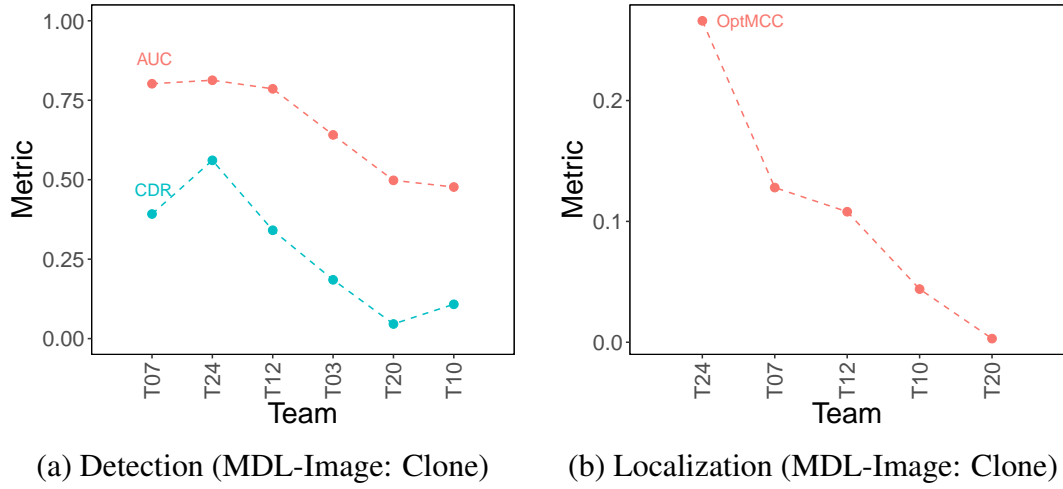 1.00
0.75
0.50
0.25
0.00
Metric
AUC
CDR
T07
T24
T12
T03
T20
T10
Team
(a) Detection (MDL-Image: Clone)
0.2
0.1
0.0
Metric
OptMCC
T24
T07
T12
T10
T20
Team
(b) Localization (MDL-Image: Clone)